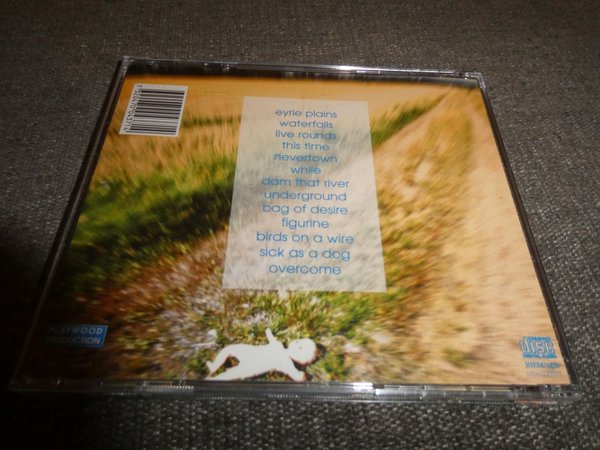 eyrie plains
waterfalls
live rounds
this time
nevertown
while
dam that river
underground
bag of desire
figurine
birds on a wire
sick as a dog
overcome
PLAYWOOD
PRODUCTION
disc